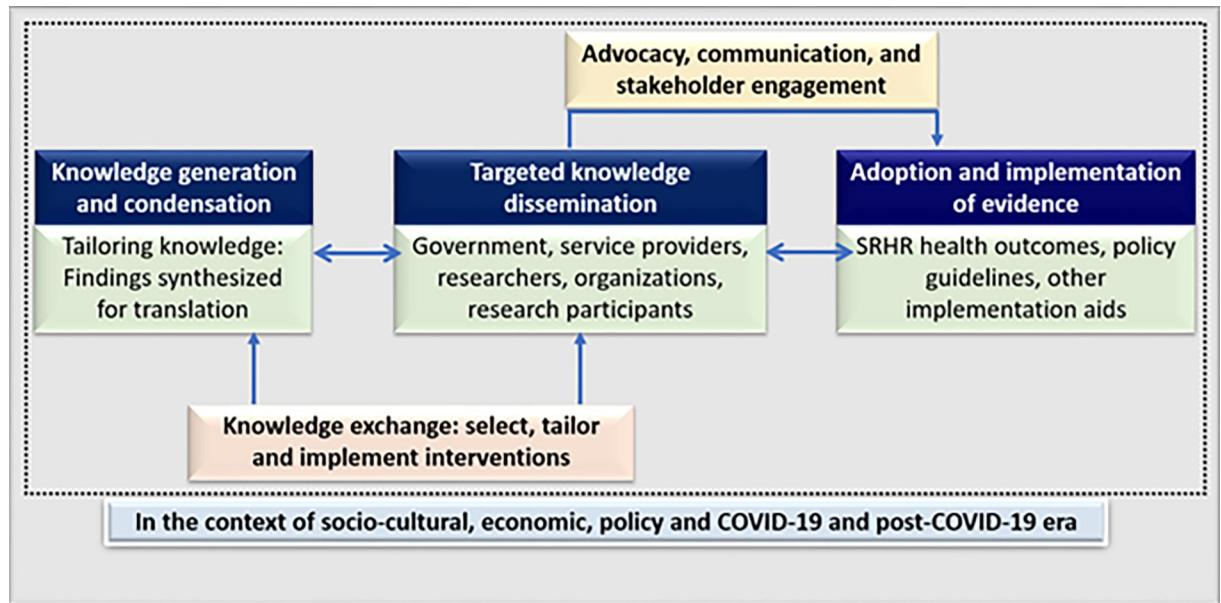 Advocacy, communication, and
stakeholder engagement
Knowledge generation
and condensation
Tailoring knowledge:
Findings synthesized
for translation
Targeted knowledge
dissemination
Government, service providers,
researchers, organizations,
research participants
Adoption and implementation
of evidence
SRHR health outcomes, policy
guidelines, other
implementation aids
Knowledge exchange: select, tailor
and implement interventions
In the context of socio-cultural, economic, policy and COVID-19 and post-COVID-19 era